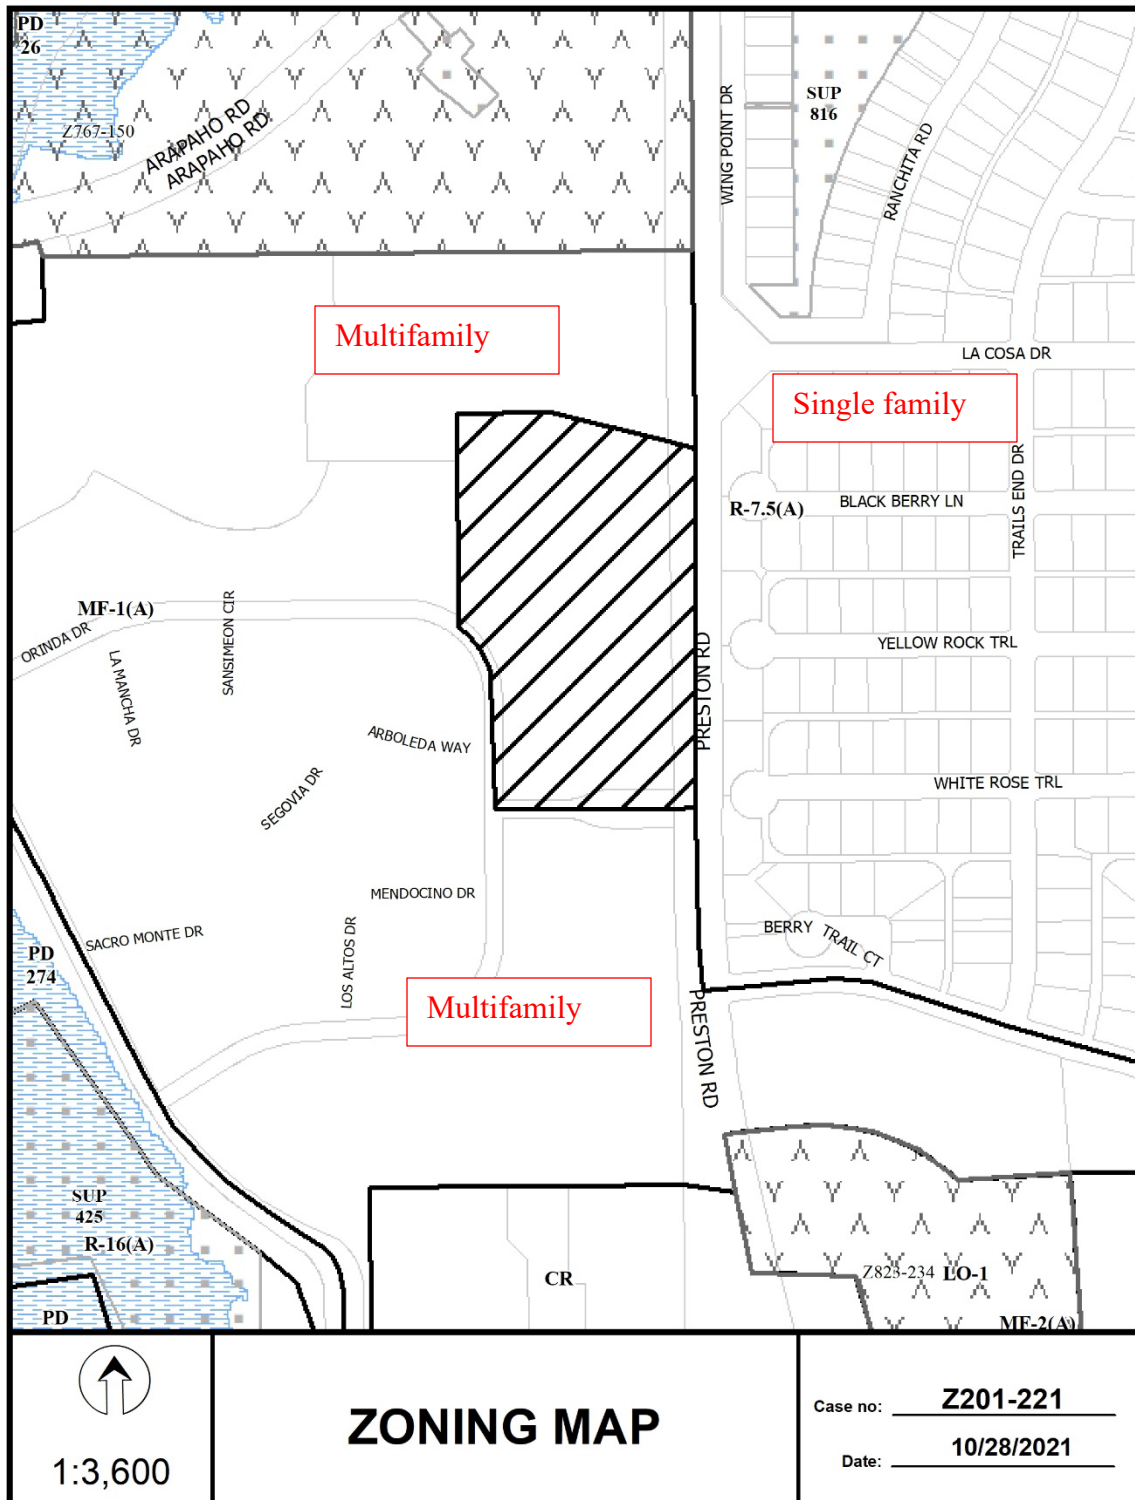 PD
26
Z767-150
ARAPAHO RD
ARAPAHO RD
WING POINT DR
SUP
816
RANCHITA RD
Multifamily
LA COSA DR
Single family
TRAILS END DR
BLACK BERRY LN
R-7.5(A)
MF-1(A)
SANSIMEON CIR
ORINDA DR
LA MANCHA DR
YELLOW ROCK TRL
PRESTON RD
ARBOLEDA WAY
SEGOVIA DR
WHITE ROSE TRL
MENDOCINO DR
SACRO MONTE DR
LOS ALTOS DR
BERRY TRAIL CT
PD
274
Multifamily
PRESTON RD
SUP
425
R-16(A)
CR
Z823-234 LO-1
PD
MF-2(A)
1:3,600
ZONING MAP
Case no: Z201-221
Date: 10/28/2021